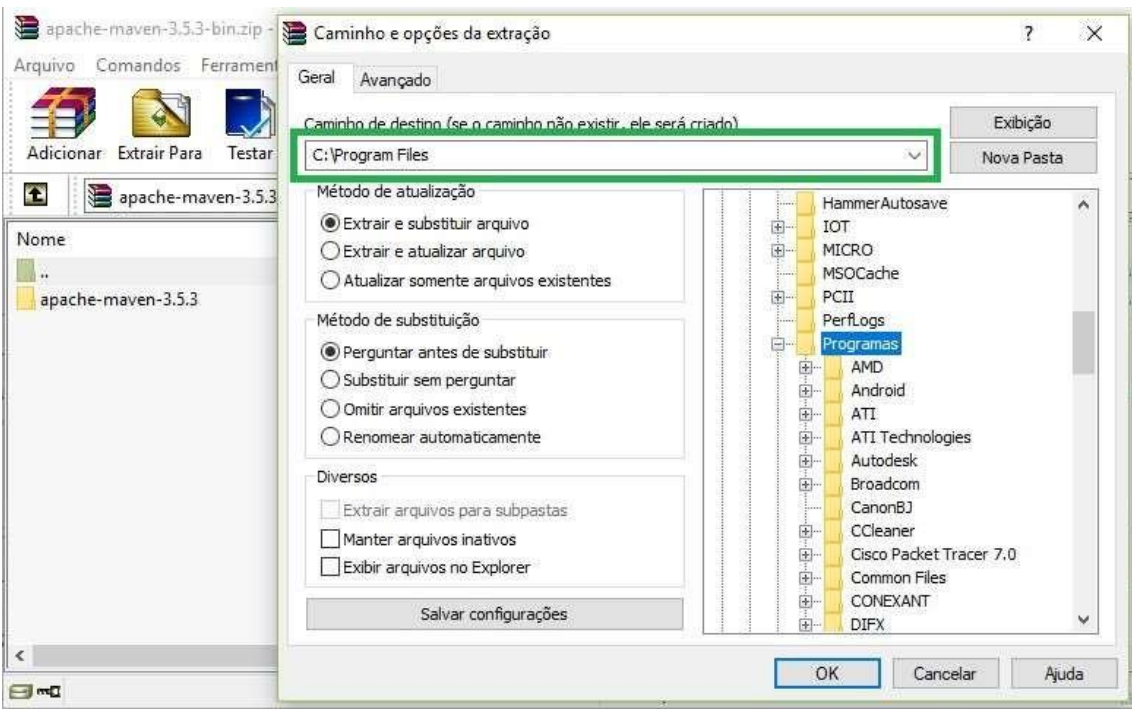 apache-maven-3.5.3-bin.zip -
Arquivo Comandos
Adicionar Extrair Para Testar
apache-maven-3.5.3
Nome
..
apache-maven-3.5.3
Caminho e opções da extração
? X
Geral Avançado
Caminho de destino (se o caminho não existir, ele será criado)
C:\Program Files
Exibição
Nova Pasta
Método de atualização
Extrair e substituir arquivo
Extrair e atualizar arquivo
Atualizar somente arquivos existentes
Método de substituição
Perguntar antes de substituir
Substituir sem perguntar
Omitir arquivos existentes
Renomear automaticamente
Diversos
Extrair arquivos para subpastas
Manter arquivos inativos
Exibir arquivos no Explorer
Salvar configurações
HammerAutosave
IOT
MICRO
MSOCache
PCII
PerfLogs
Programas
AMD
Android
ATI
ATI Technologies
Autodesk
Broadcom
CanonBJ
CCleaner
Cisco Packet Tracer 7.0
Common Files
CONEXANT
DIFX
OK Cancelar Ajuda